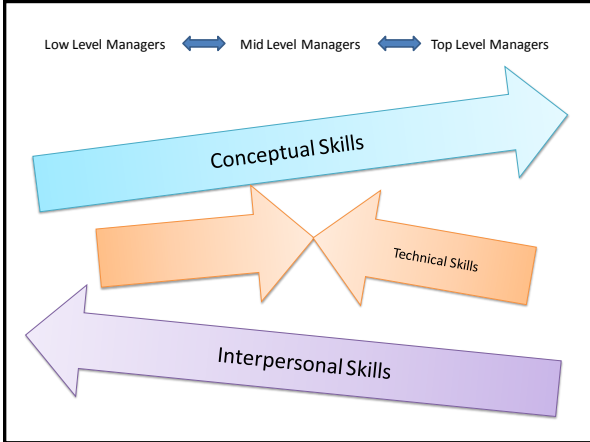 Low Level Managers Mid Level Managers Top Level Managers
Conceptual Skills
Technical Skills
Interpersonal Skills